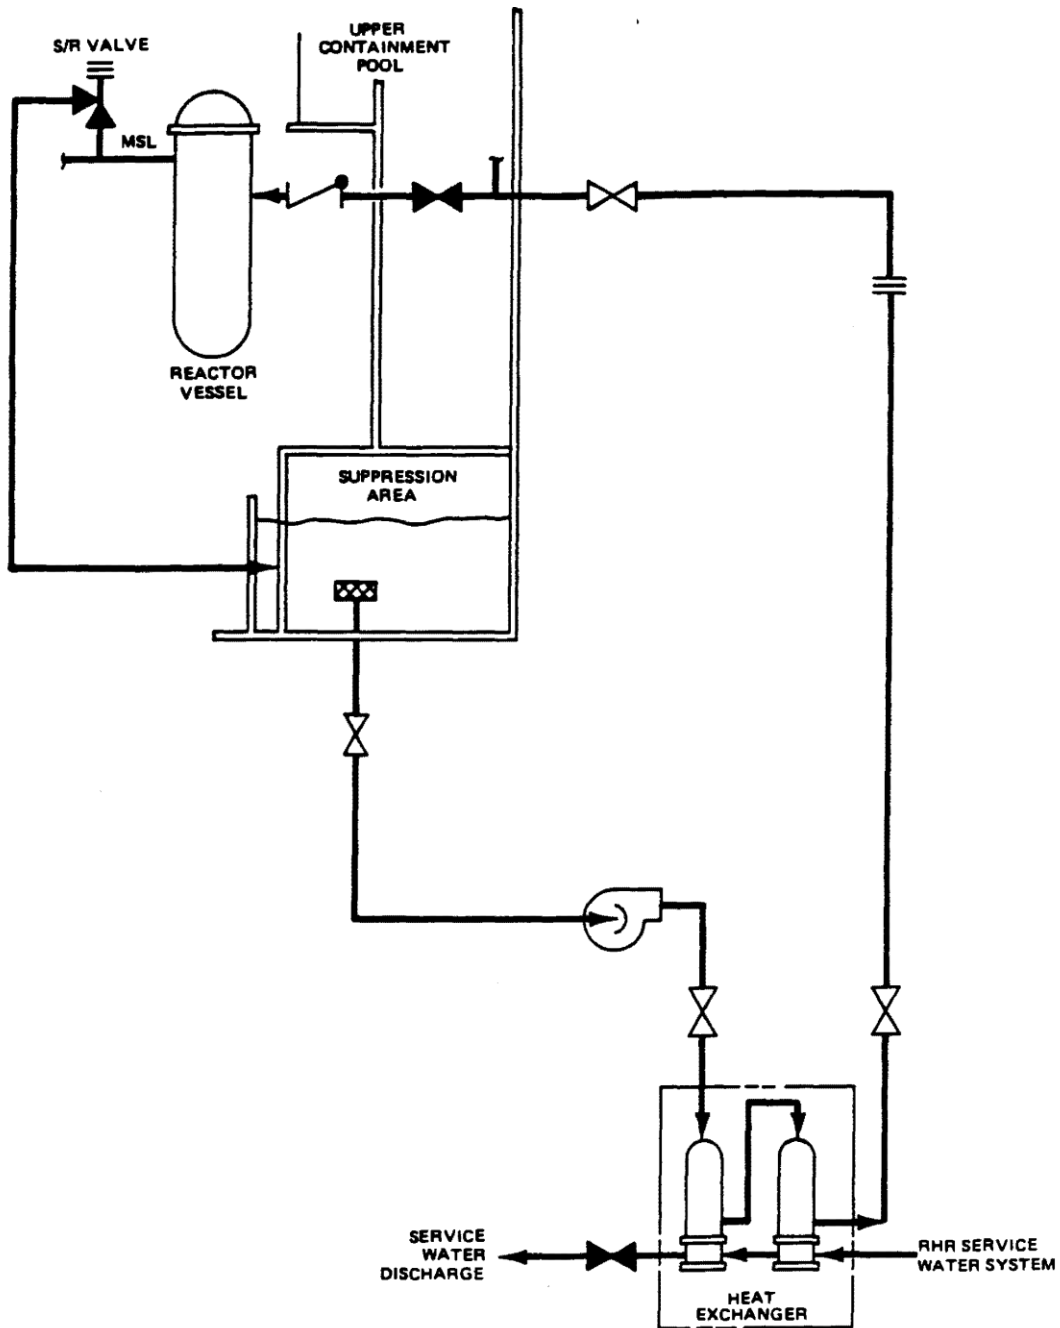 UPPER
CONTAINMENT
POOL
S/R VALVE
MSL
REACTOR
VESSEL
SUPPRESSION
AREA
SERVICE
WATER
DISCHARGE
RHR SERVICE
WATER SYSTEM
HEAT
EXCHANGER